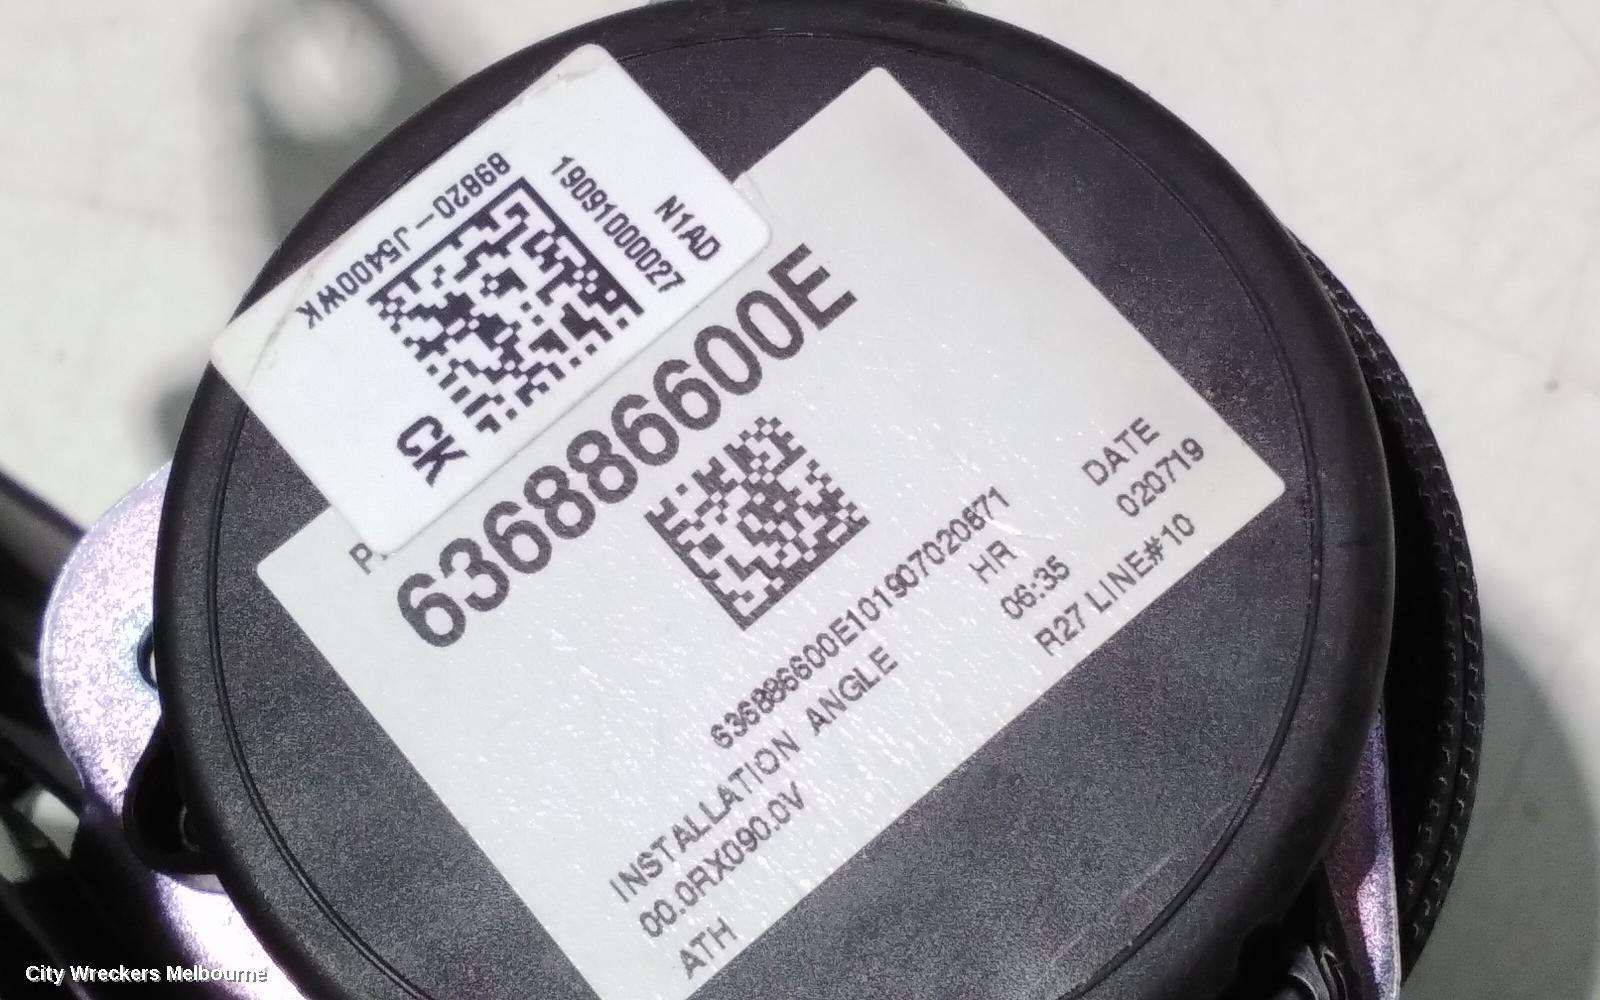 89820-J5400WK
19091000027
N1AD
CK
636886600E
636886600E101907020671
INSTALLATION ANGLE
00.0RX090.0V
ATH
HR
06:35
DATE
020719
R27 LINE#10
City Wreckers Melbourne